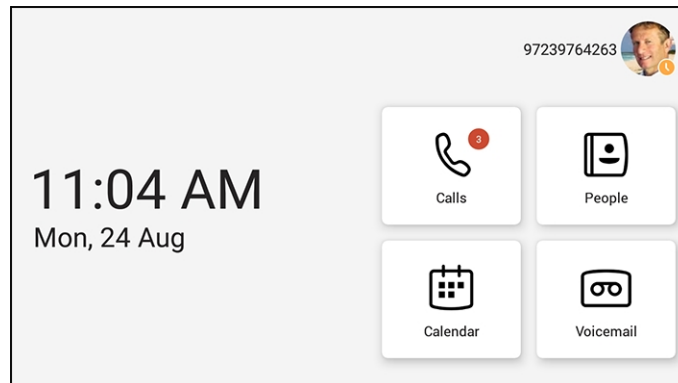 97239764263
3
Calls
People
11:04 AM
Mon, 24 Aug
Calendar
Voicemail